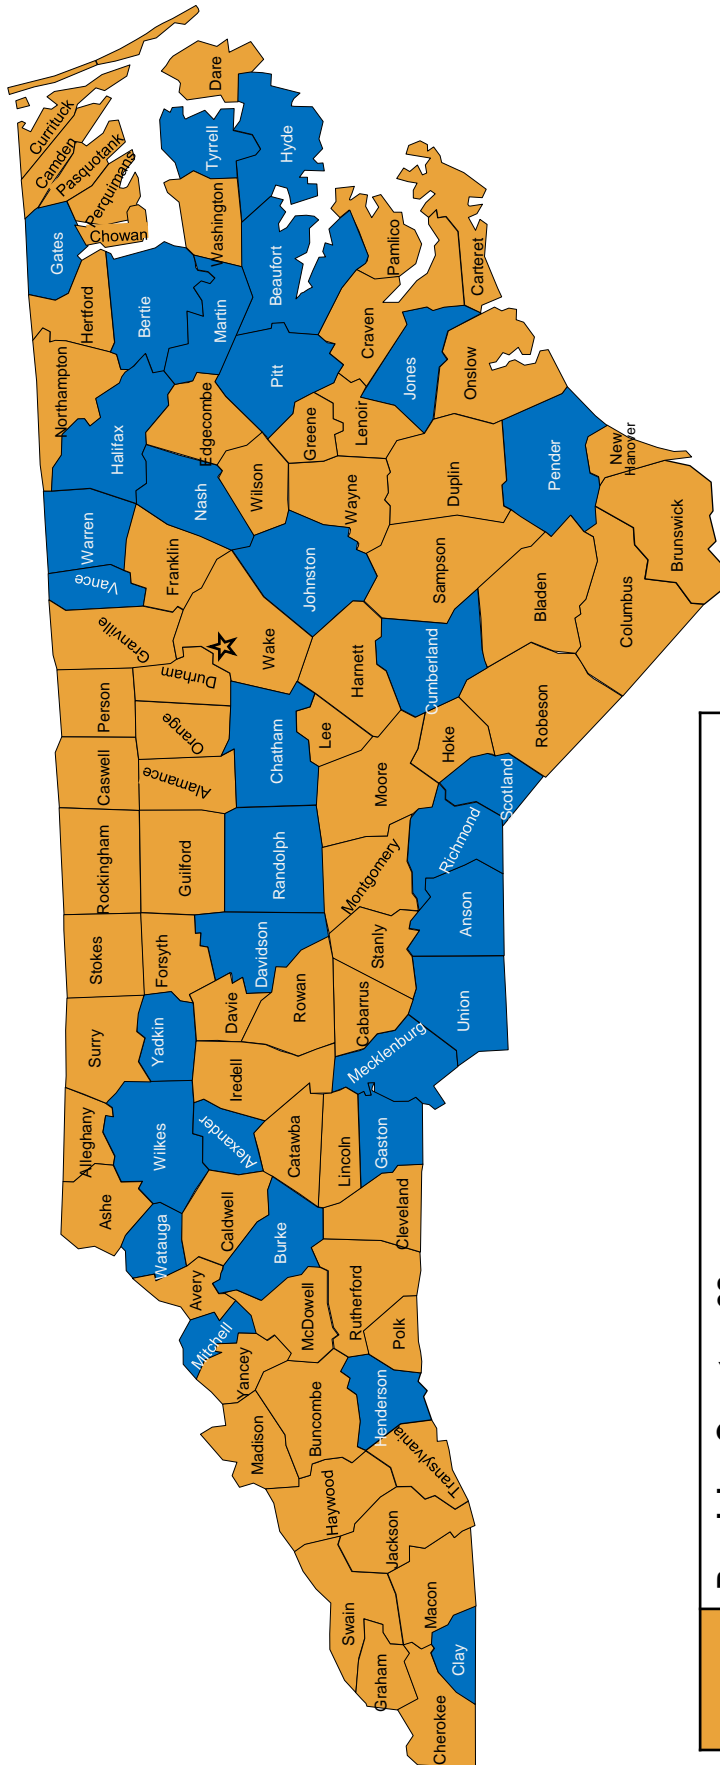 Cherokee
Graham
Swain
Clay
Macon
Jackson
Haywood
Transylvania
Madison
Buncombe
Henderson
Yancey
Mitchell
McDowell
Polk
Rutherford
Avery
Watauga
Caldwell
Burke
Cleveland
Ashe
Alleghany
Wilkes
Alexander
Catawba
Lincoln
Gaston
Surry
Yadkin
Iredell
Mecklenburg
Davie
Rowan
Cabarrus
Union
Stokes
Forsyth
Davidson
Stanly
Anson
Rockingham
Guilford
Randolph
Montgomery
Richmond
Caswell
Alamance
Chatham
Moore
Scotland
Person
Orange
Durham
Lee
Hoke
Robeson
Granville
Wake
Harnett
Cumberland
Vance
Warren
Franklin
Johnston
Sampson
Bladen
Columbus
Brunswick
Halifax
Nash
Wilson
Wayne
Duplin
Pender
New
Hanover
Northampton
Edgecombe
Greene
Lenoir
Jones
Onslow
Hertford
Bertie
Martin
Pitt
Craven
Gates
Chowan
Washington
Beaufort
Pamlico
Carteret
Perquimans
Pasquotank
Camden
Currituck
Tyrrell
Hyde
Dare